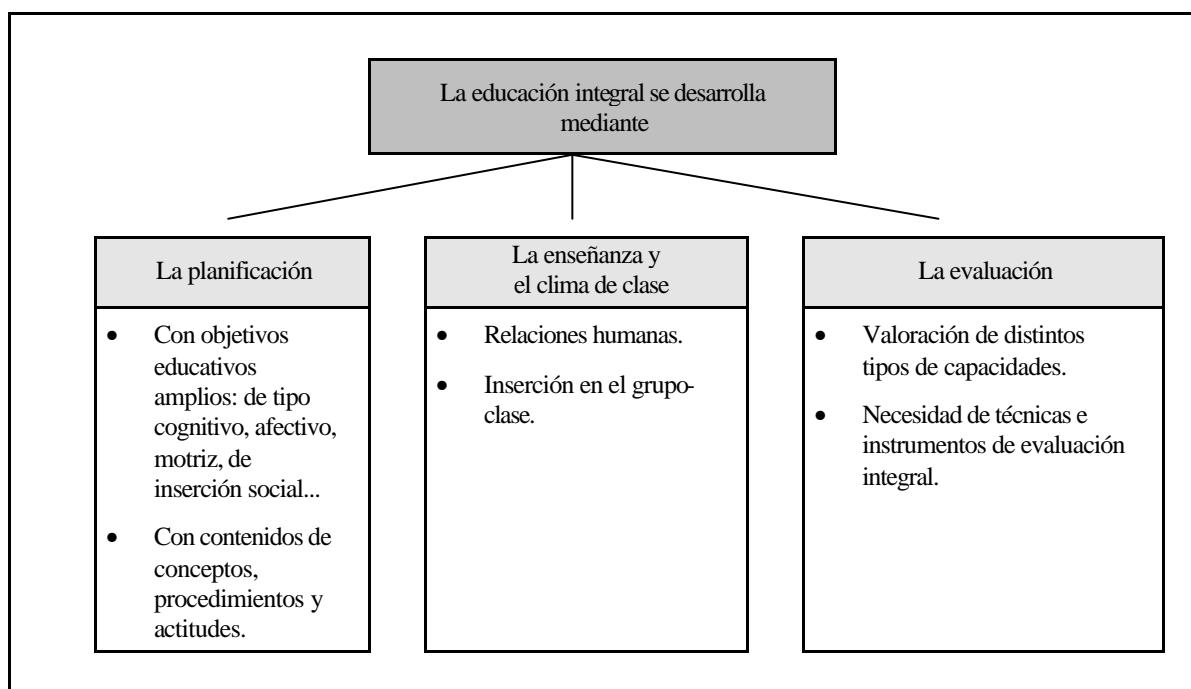 La educación integral se desarrolla
mediante
La planificación
• Con objetivos
educativos
amplios: de tipo
cognitivo, afectivo,
motriz, de
inserción social...
• Con contenidos de
conceptos,
procedimientos y
actitudes.
La enseñanza y
el clima de clase
• Relaciones humanas.
• Inserción en el grupo-
clase.
La evaluación
• Valoración de distintos
tipos de capacidades.
• Necesidad de técnicas e
instrumentos de evaluación
integral.